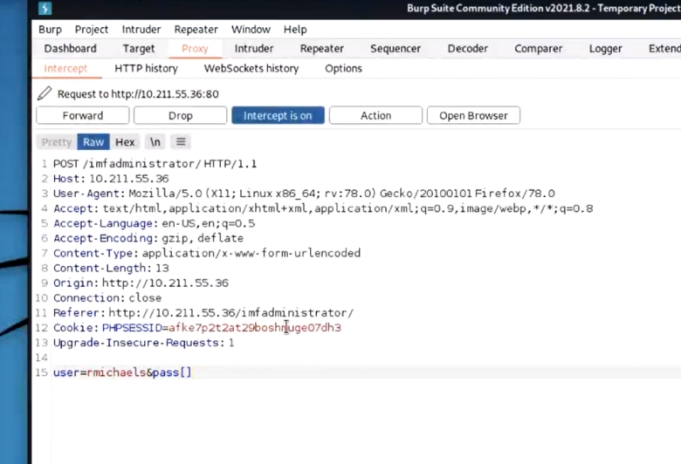 Burp Suite Community Edition v2021.8.2 - Temporary Project
Burp Project Intruder Repeater Window Help
Dashboard Target Proxy Intruder Repeater Sequencer Decoder Comparer Logger Extend
Intercept HTTP history WebSockets history Options
Request to http://10.211.55.36:80
Forward Drop Intercept is on Action Open Browser
Pretty Raw Hex \n
1 POST /imfadministrator/ HTTP/1.1
2 Host: 10.211.55.36
3 User-Agent: Mozilla/5.0 (X11; Linux x86_64; rv:78.0) Gecko/20100101 Firefox/78.0
4 Accept: text/html,application/xhtml+xml,application/xml;q=0.9,image/webp,*/*;q=0.8
5 Accept-Language: en-US,en;q=0.5
6 Accept-Encoding: gzip, deflate
7 Content-Type: application/x-www-form-urlencoded
8 Content-Length: 13
9 Origin: http://10.211.55.36
10 Connection: close
11 Referer: http://10.211.55.36/imfadministrator/
12 Cookie: PHPSESSID=
13 Upgrade-Insecure-Requests: 1
14
15 user=rmichaels&pass[]